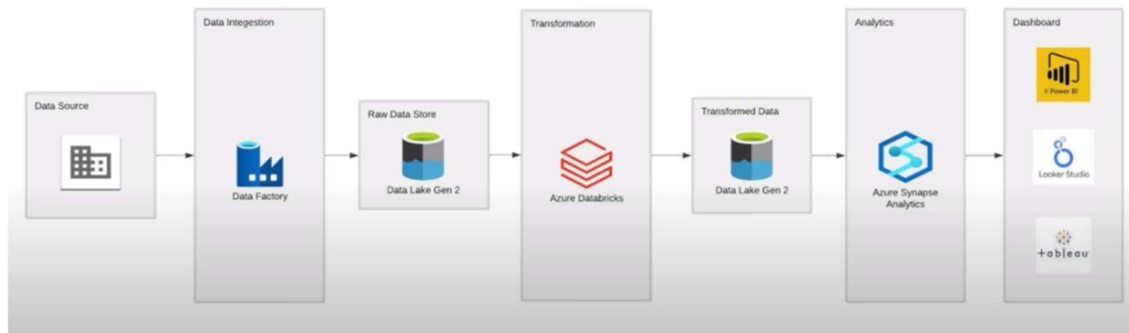 Data Source
Data Integestion
Data Factory
Raw Data Store
Data Lake Gen 2
Transformation
Azure Databricks
Transformed Data
Data Lake Gen 2
Analytics
Azure Synapse
Analytics
Dashboard
Power BI
Looker Studio
+ableau